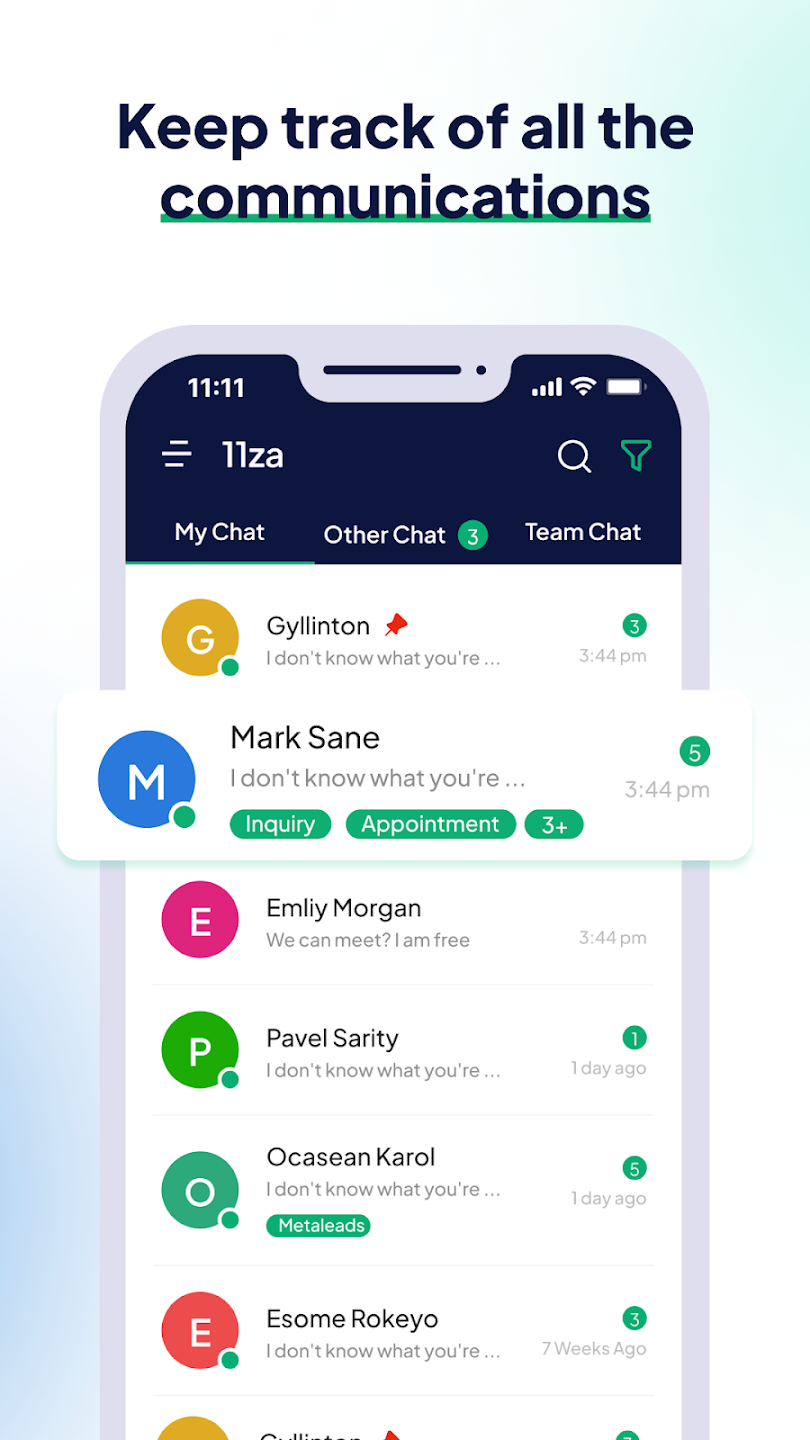 Keep track of all the
communications
11:11
11za
My Chat
Other Chat 3
Team Chat
G
Gyllinton
3
I don't know what you're ...
3:44 pm
M
Mark Sane
5
I don't know what you're ...
3:44 pm
Inquiry
Appointment
3+
E
Emliy Morgan
We can meet? I am free
3:44 pm
P
Pavel Sarity
1
I don't know what you're ...
1 day ago
O
Ocasean Karol
5
I don't know what you're ...
1 day ago
Metaleads
E
Esome Rokeyo
3
I don't know what you're ...
7 Weeks Ago
Gyllinton